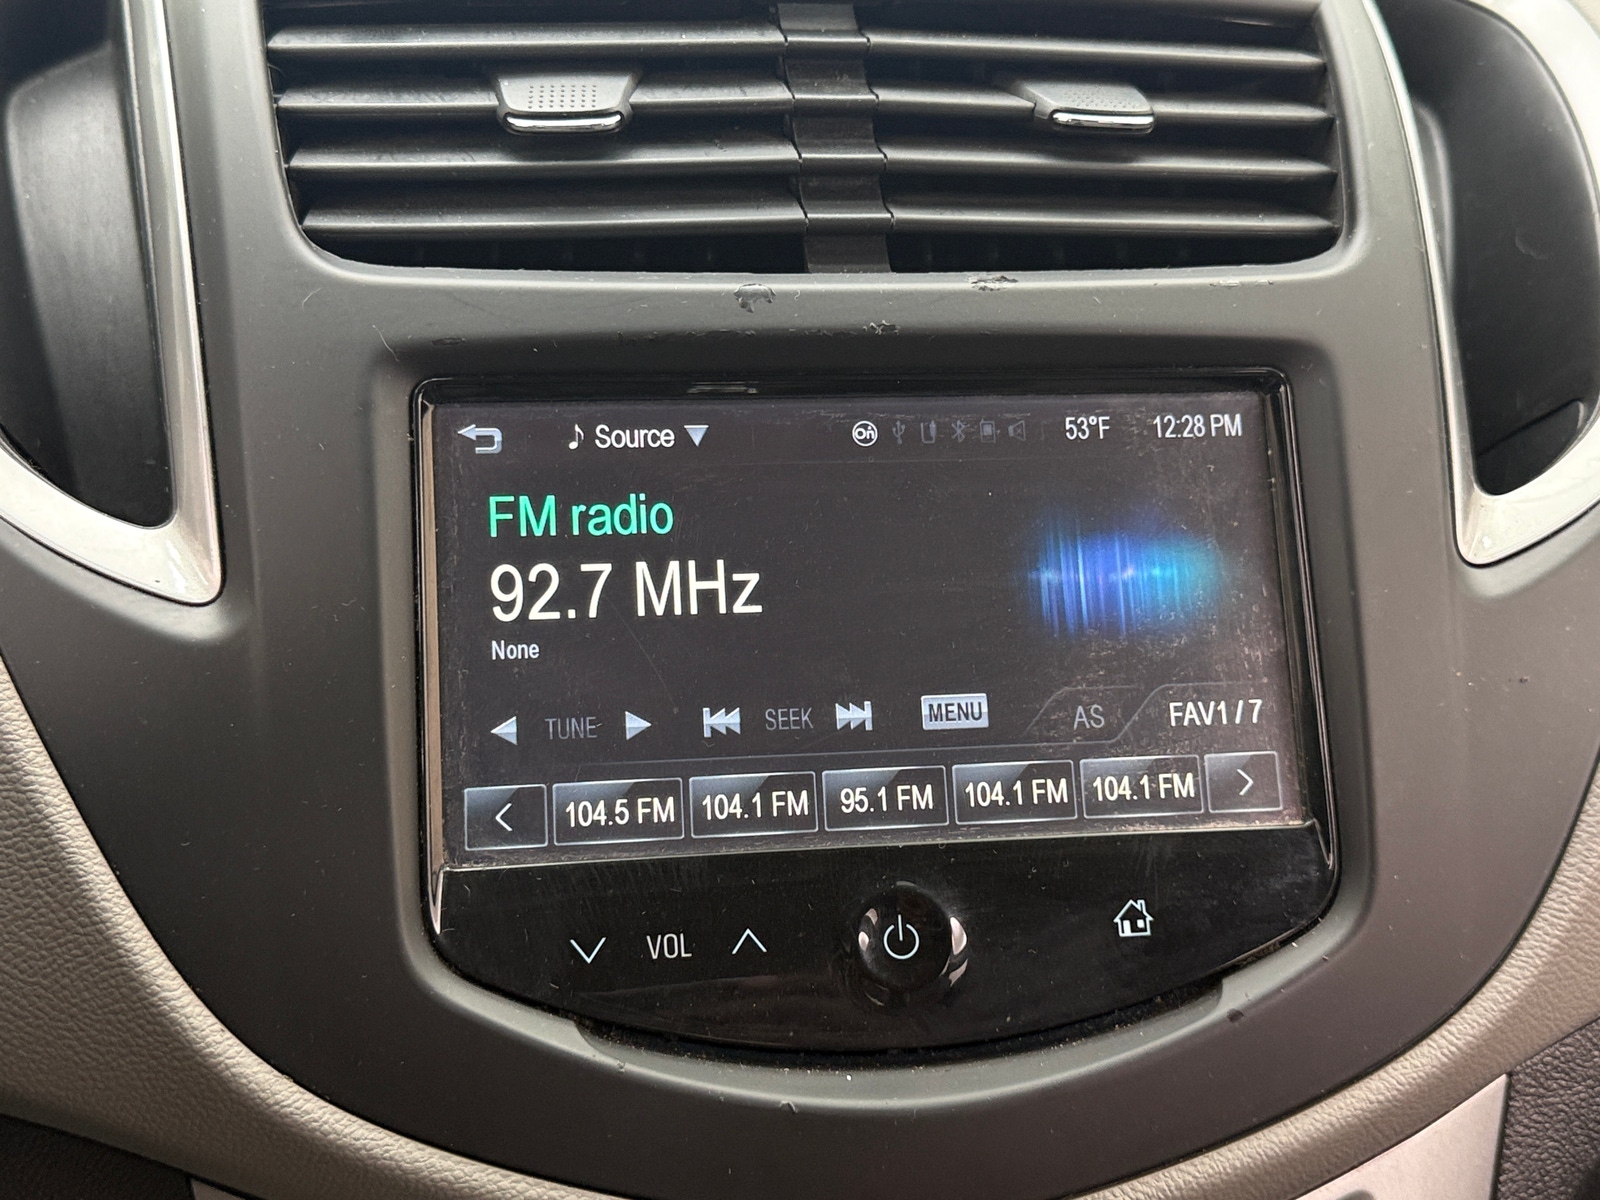 Source On 53°F 12:28 PM
FM radio
92.7 MHz
None
TUNE SEEK MENU AS FAV1 / 7
< 104.5 FM 104.1 FM 95.1 FM 104.1 FM 104.1 FM >
VOL